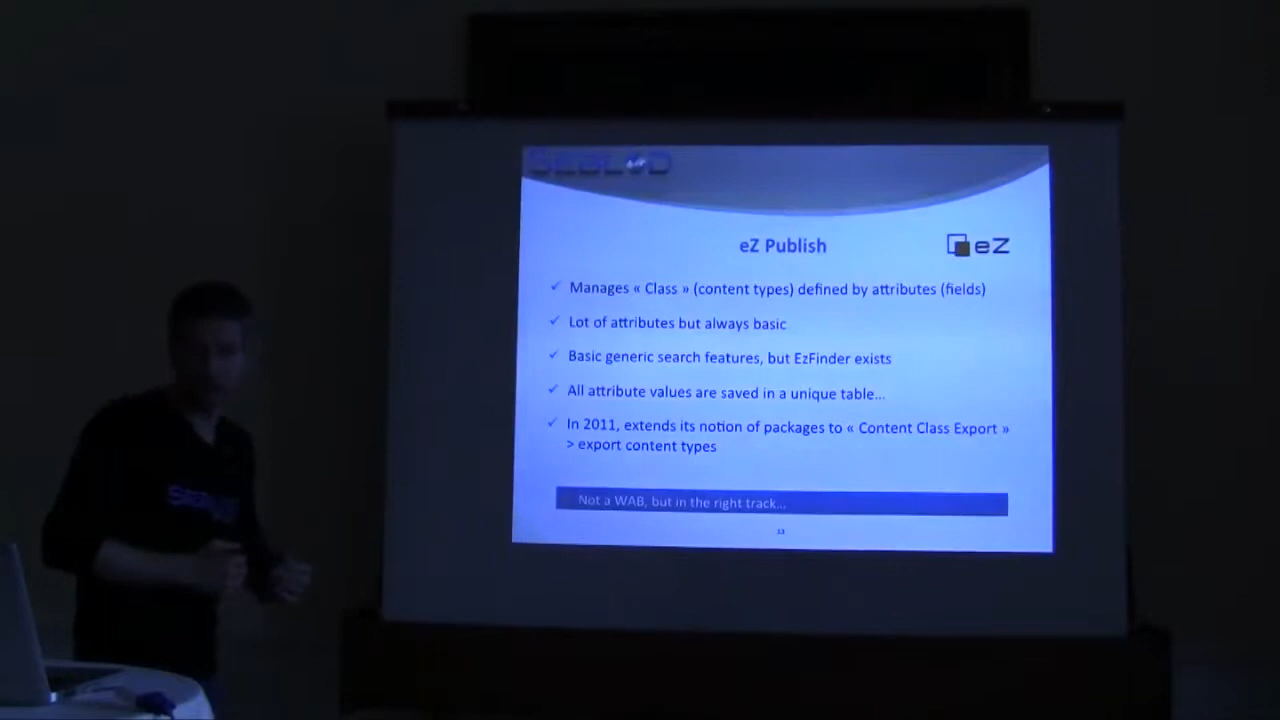 eZ Publish
eZ
✓ Manages « Class » (content types) defined by attributes (fields)
✓ Lot of attributes but always basic
✓ Basic generic search features, but EzFinder exists
✓ All attribute values are saved in a unique table...
✓ In 2011, extends its notion of packages to « Content Class Export »
> export content types
Not a WAB, but in the right track...